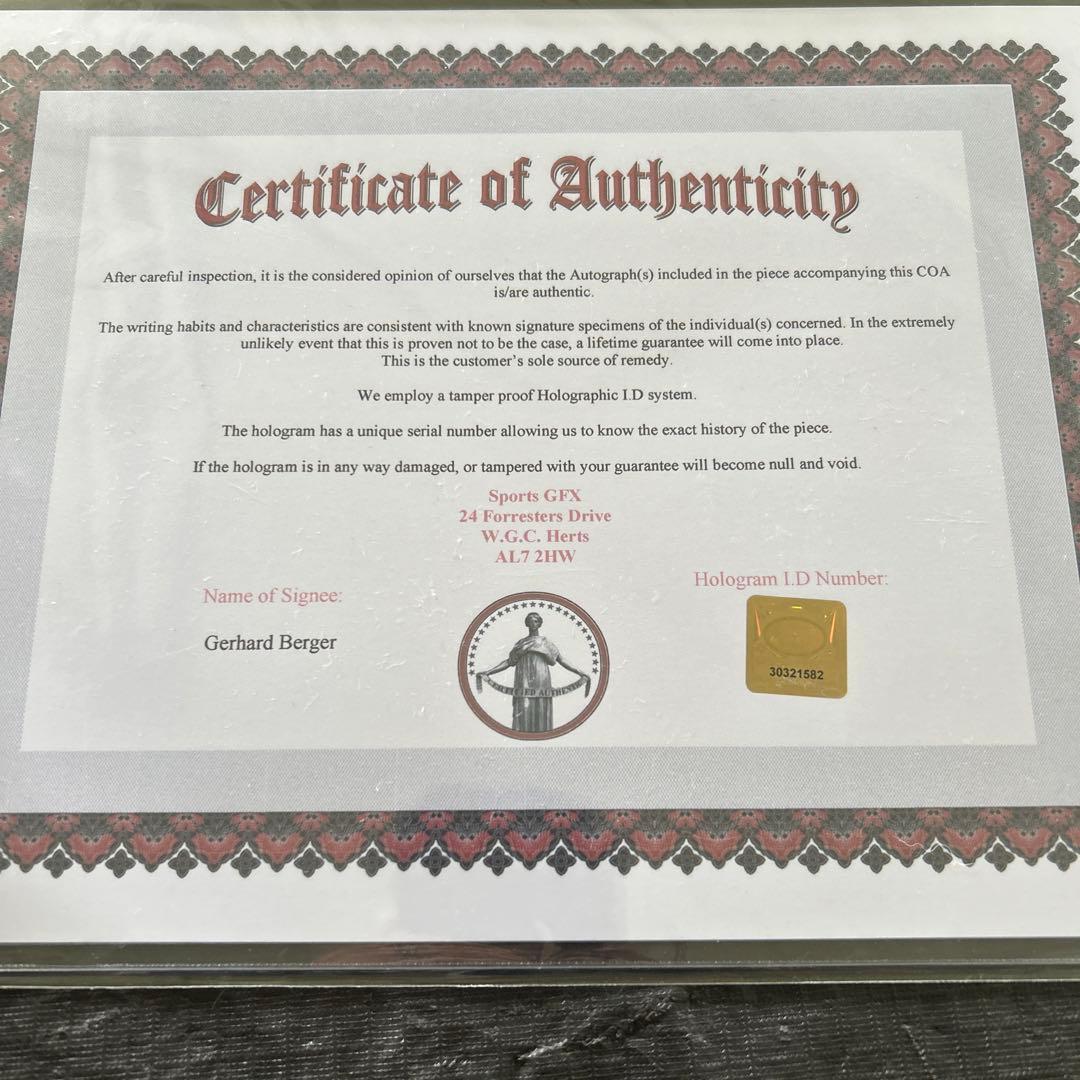 Certificate of Authenticity
After careful inspection, it is the considered opinion of ourselves that the Autograph(s) included in the piece accompanying this COA
is/are authentic.
The writing habits and characteristics are consistent with known signature specimens of the individual(s) concerned. In the extremely
unlikely event that this is proven not to be the case, a lifetime guarantee will come into place.
This is the customer's sole source of remedy.
We employ a tamper proof Holographic I.D system.
The hologram has a unique serial number allowing us to know the exact history of the piece.
If the hologram is in any way damaged, or tampered with your guarantee will become null and void.
Sports GFX
24 Forresters Drive
W.G.C. Herts
AL7 2HW
Name of Signee:
Gerhard Berger
Hologram I.D Number:
30321582